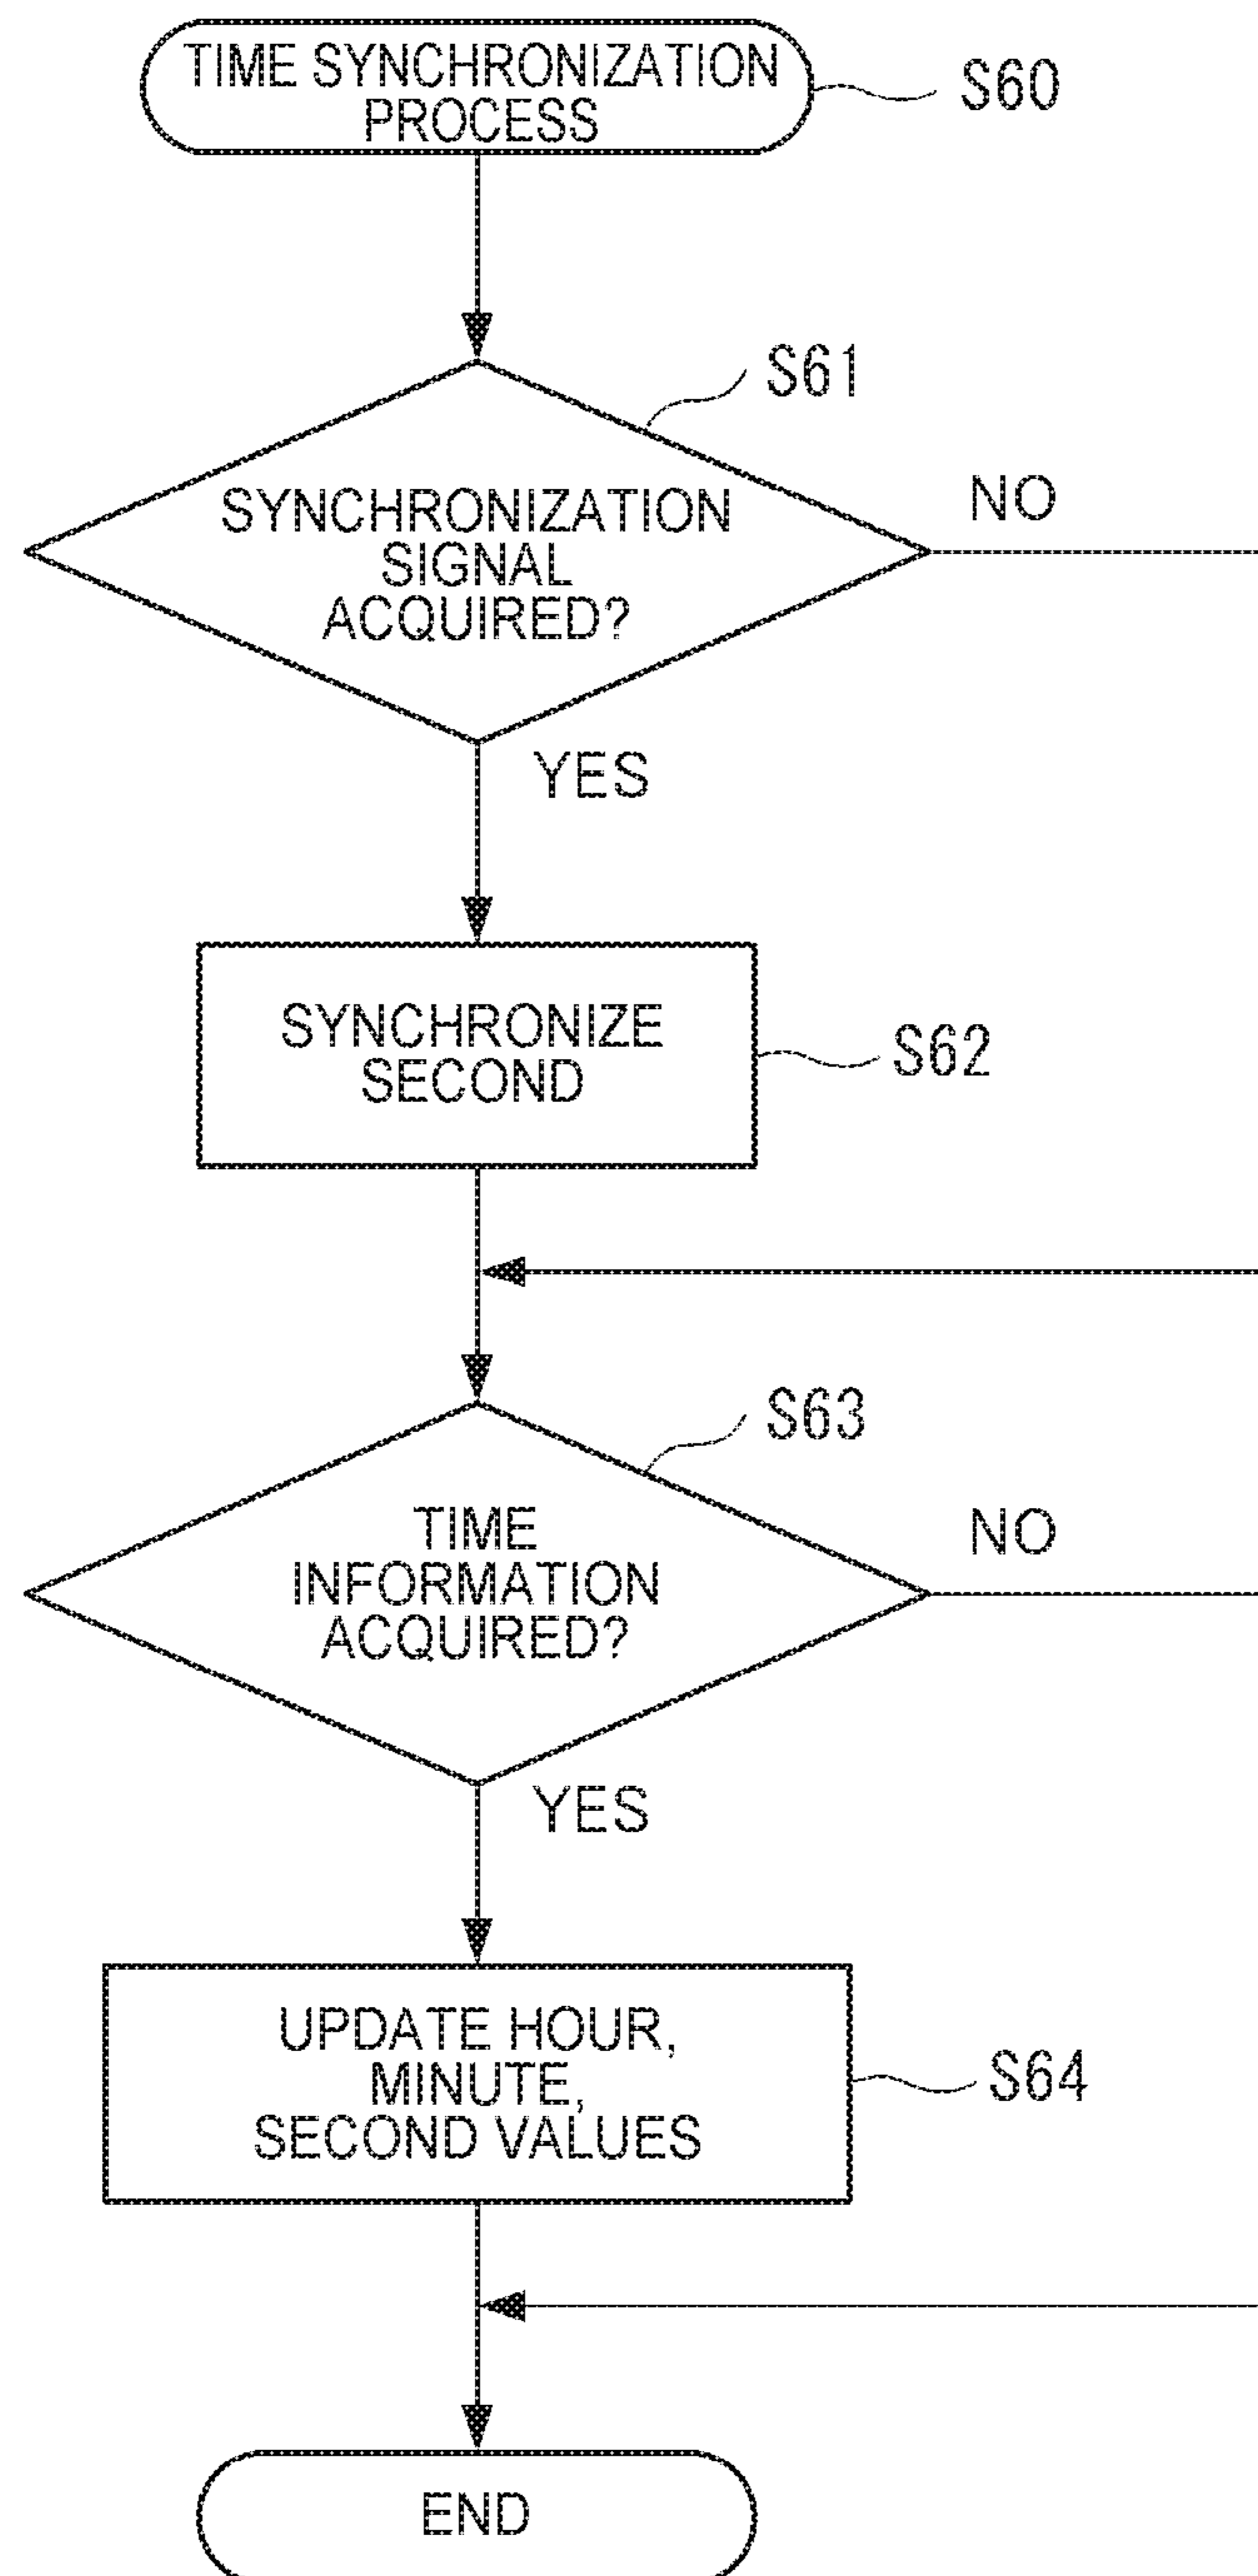 TIME SYNCHRONIZATION
PROCESS
S60
S61
SYNCHRONIZATION
SIGNAL
ACQUIRED?
NO
YES
SYNCHRONIZE
SECOND
S62
S63
TIME
INFORMATION
ACQUIRED?
NO
YES
UPDATE HOUR,
MINUTE,
SECOND VALUES
S64
END